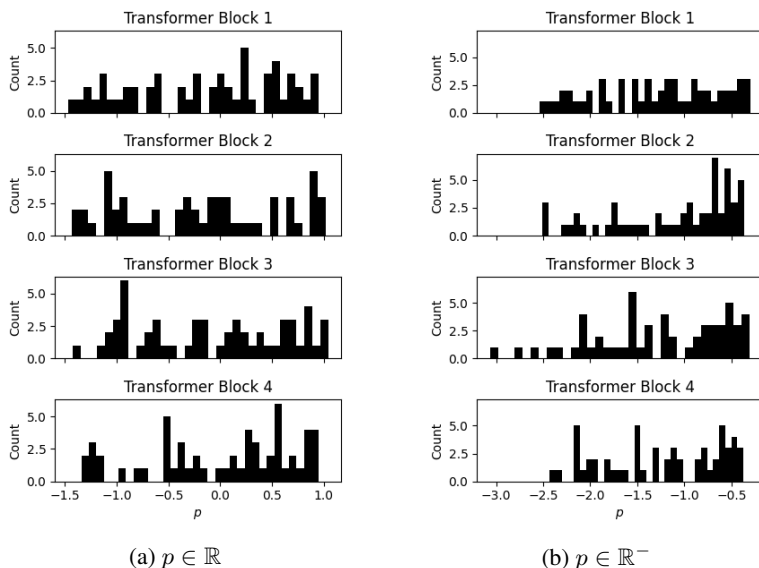 Transformer Block 1
5.0
2.5
0.0
Count
Transformer Block 2
5.0
2.5
0.0
Count
Transformer Block 3
5.0
2.5
0.0
Count
Transformer Block 4
5.0
2.5
0.0
Count
−1.5 −1.0 −0.5 0.0 0.5 1.0
p
(a) p ∈ ℝ
Transformer Block 1
5.0
2.5
0.0
Count
Transformer Block 2
5.0
2.5
0.0
Count
Transformer Block 3
5.0
2.5
0.0
Count
Transformer Block 4
5.0
2.5
0.0
Count
−3.0 −2.5 −2.0 −1.5 −1.0 −0.5
p
(b) p ∈ ℝ⁻